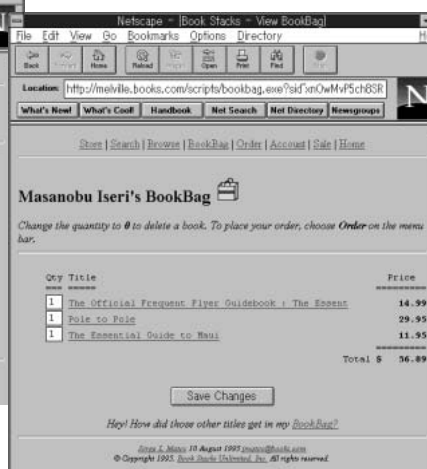 Netscape - [Book Stacks - View BookBag]
File Edit View Go Bookmarks Options Directory
Back Home Reload Open Print Find
Location: http://melville.books.com/scripts/bookbag.exe?sid
What's New! What's Cool! Handbook Net Search Net Directory Newsgroups
N
Store | Search | Browse | BookBag | Order | Account | Sale | Home
Masanobu Iseri's BookBag
Change the quantity to 0 to delete a book. To place your order, choose Order on the menu
bar.
Qty Title Price
1 The Official Frequent Flyer Guidebook : The Essent 14.99
1 Pole to Pole 29.95
1 The Essential Guide to Maui 11.95
Total $ 56.89
Save Changes
Hey! How did those other titles get in my BookBag?
10 August 1995
© Copyright 1995, Book Stacks Unlimited, Inc. All rights reserved.